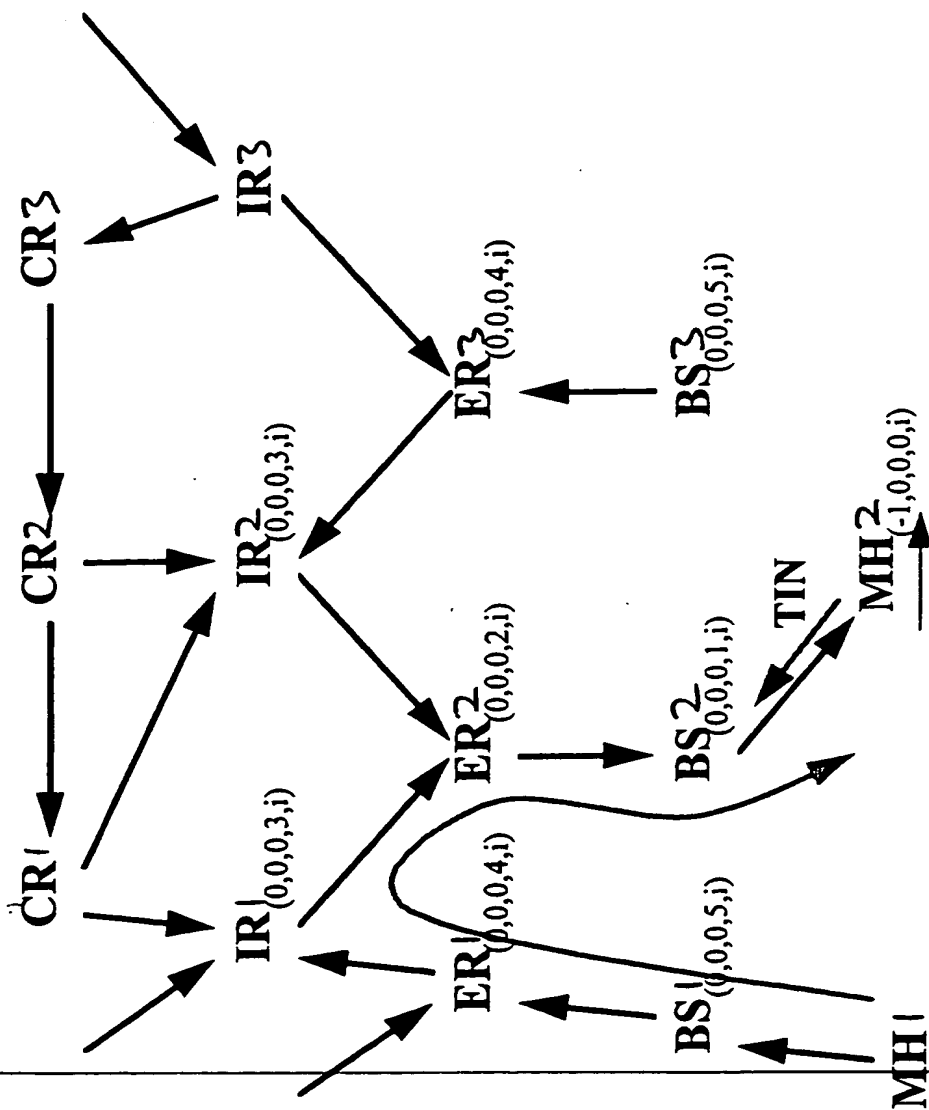 CR1 CR2 CR3
IR1(0,0,0,3,i) IR2(0,0,0,3,i) IR3
ER1(0,0,0,4,i) ER2(0,0,0,2,i) ER3(0,0,0,4,i)
BS1(0,0,0,5,i) BS2(0,0,0,1,i) BS3(0,0,0,5,i)
TIN
MH1 MH2(-1,0,0,0,i)